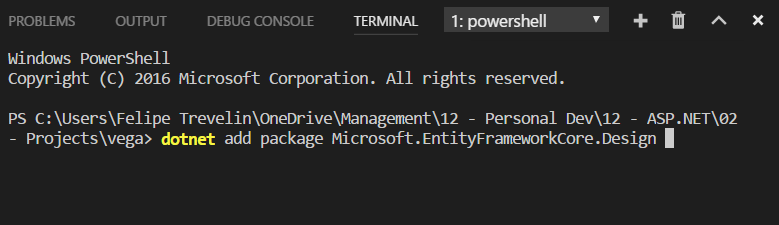 PROBLEMS OUTPUT DEBUG CONSOLE TERMINAL 1: powershell
Windows PowerShell
Copyright (C) 2016 Microsoft Corporation. All rights reserved.
PS C:\Users\Felipe Trevelin\OneDrive\Management\12 - Personal Dev\12 - ASP.NET\02
- Projects\vega> dotnet add package Microsoft.EntityFrameworkCore.Design